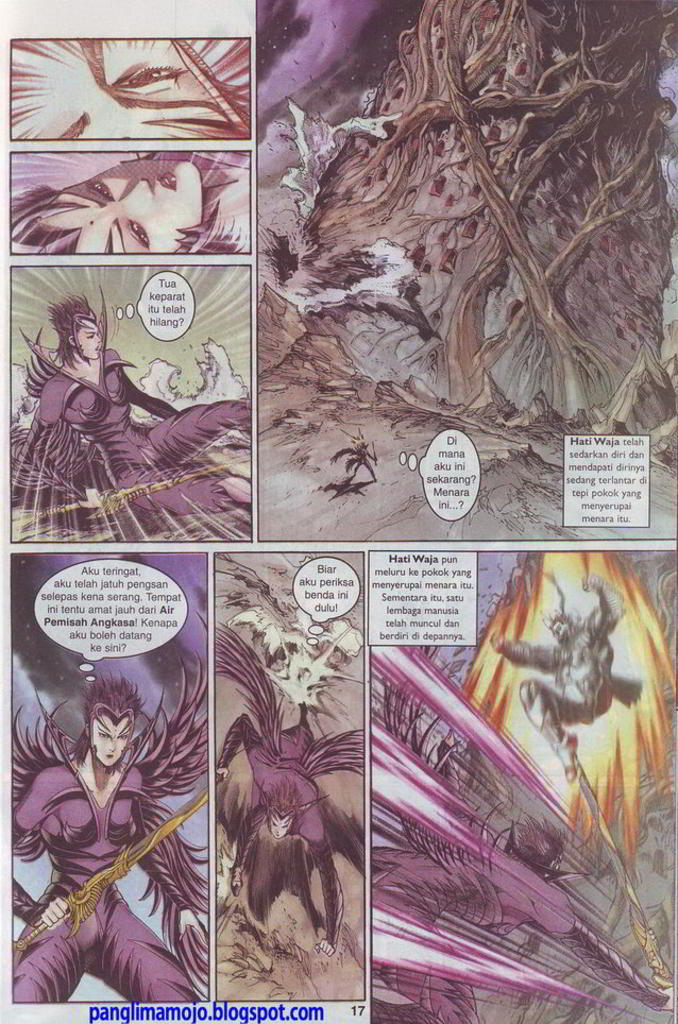 Tua
keparat
itu telah
hilang?
Di
mana
aku ini
sekarang?
Menara
ini...?
Hati Waja telah
sedarkan diri dan
mendapati dirinya
sedang terlantar di
tepi pokok yang
menyerupai
menara itu.
Aku teringat,
aku telah jatuh pengsan
selepas kena serang. Tempat
ini tentu amat jauh dari Air
Pemisah Angkasa! Kenapa
aku boleh datang
ke sini?
Biar
aku periksa
benda ini
dulu!
Hati Waja pun
meluru ke pokok yang
menyerupai menara itu.
Sementara itu, satu
lembaga manusia
telah muncul dan
berdiri di depannya.
panglimamojo.blogspot.com
17